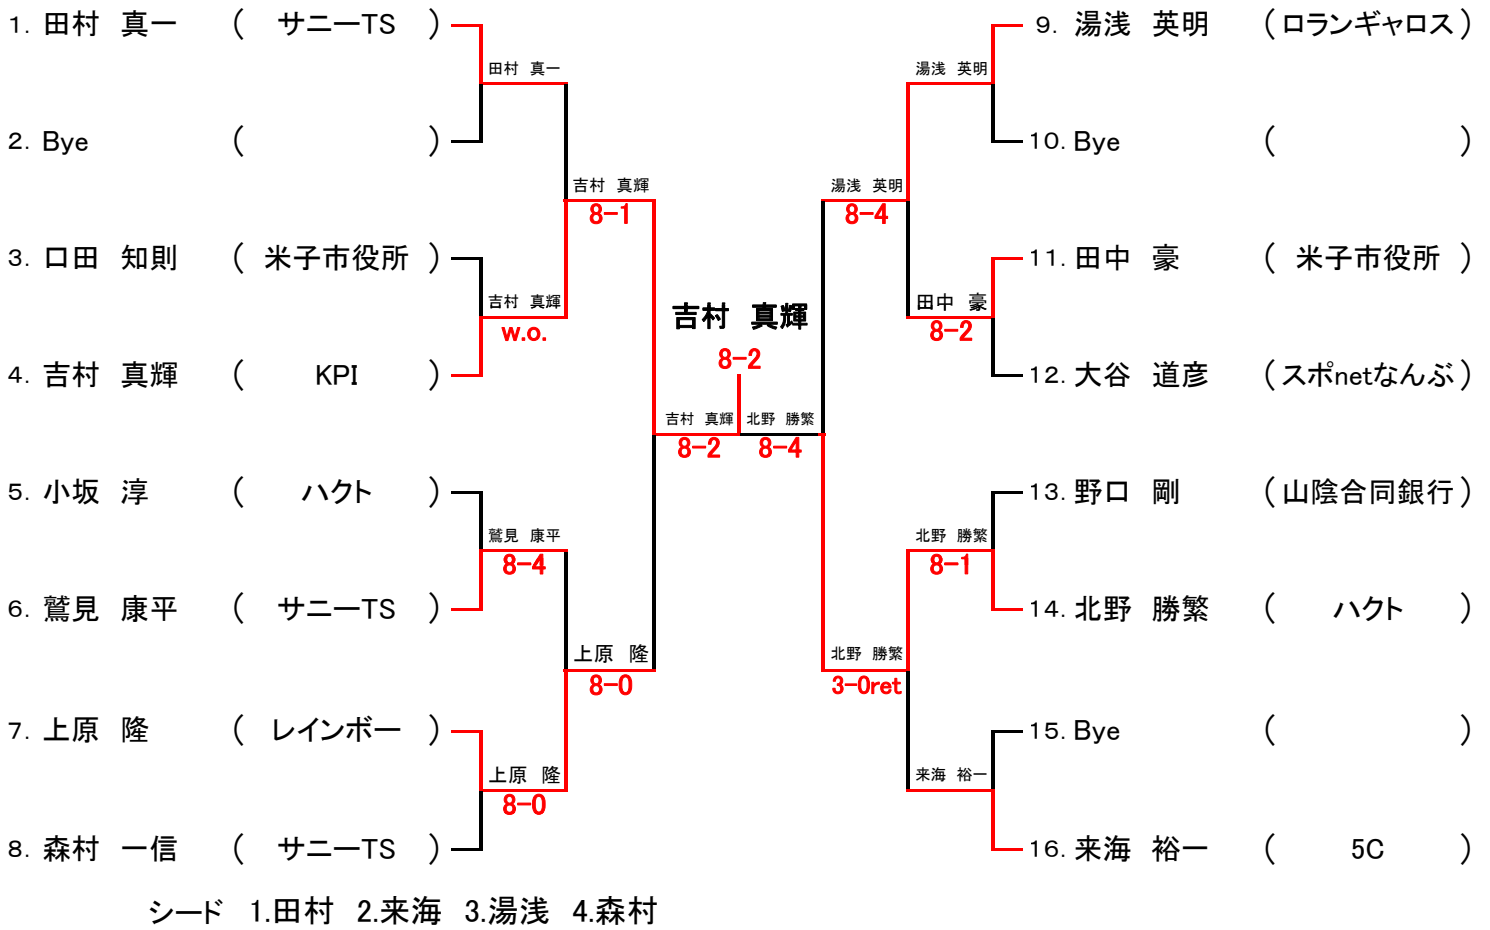 1. 田村 真一 ( サニーTS )
2. Bye ( )
3. 口田 知則 ( 米子市役所 )
4. 吉村 真輝 ( KPI )
5. 小坂 淳 ( ハクト )
6. 鷲見 康平 ( サニーTS )
7. 上原 隆 ( レインボー )
8. 森村 一信 ( サニーTS )
田村 真一
吉村 真輝
w.o.
鷲見 康平
8-4
上原 隆
8-0
吉村 真輝
8-1
上原 隆
8-0
吉村 真輝
8-2
吉村 真輝
8-2
北野 勝繁
8-4
湯浅 英明
8-4
北野 勝繁
3-0ret
湯浅 英明
田中 豪
8-2
北野 勝繁
8-1
来海 裕一
9. 湯浅 英明 (ロランギャロス)
10. Bye ( )
11. 田中 豪 ( 米子市役所 )
12. 大谷 道彦 (スポnetなんぶ)
13. 野口 剛 (山陰合同銀行)
14. 北野 勝繁 ( ハクト )
15. Bye ( )
16. 来海 裕一 ( 5C )
シード 1.田村 2.来海 3.湯浅 4.森村